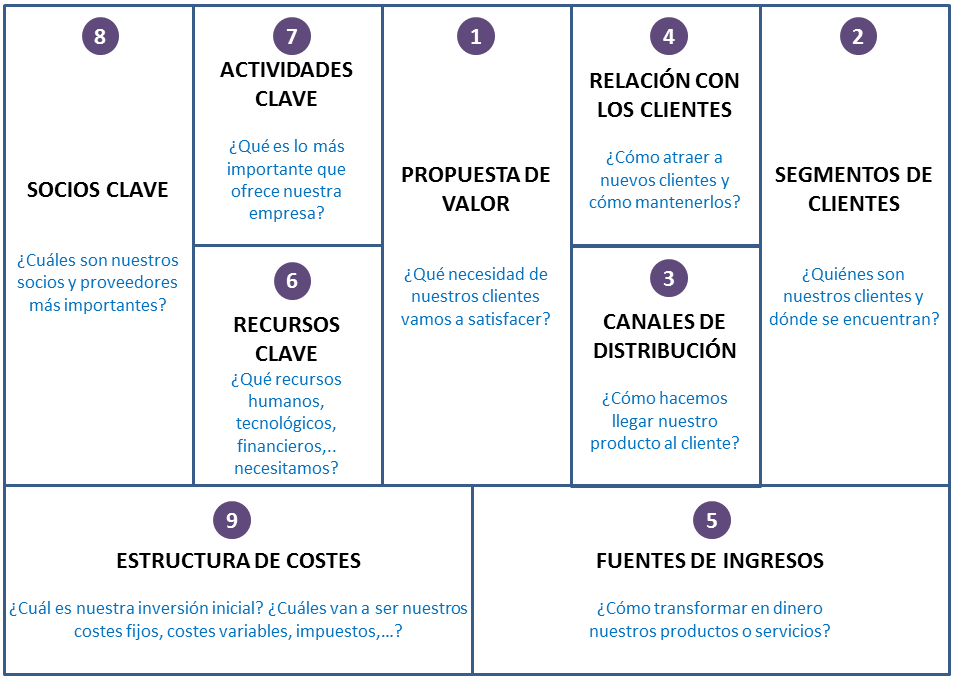 8
SOCIOS CLAVE
¿Cuáles son nuestros
socios y proveedores
más importantes?
7
ACTIVIDADES
CLAVE
¿Qué es lo más
importante que
ofrece nuestra
empresa?
6
RECURSOS
CLAVE
¿Qué recursos
humanos,
tecnológicos,
financieros,..
necesitamos?
1
PROPUESTA DE
VALOR
¿Qué necesidad de
nuestros clientes
vamos a satisfacer?
4
RELACIÓN CON
LOS CLIENTES
¿Cómo atraer a
nuevos clientes y
cómo mantenerlos?
3
CANALES DE
DISTRIBUCIÓN
¿Cómo hacemos
llegar nuestro
producto al cliente?
2
SEGMENTOS DE
CLIENTES
¿Quiénes son
nuestros clientes y
dónde se encuentran?
9
ESTRUCTURA DE COSTES
¿Cuál es nuestra inversión inicial? ¿Cuáles van a ser nuestros
costes fijos, costes variables, impuestos,…?
5
FUENTES DE INGRESOS
¿Cómo transformar en dinero
nuestros productos o servicios?